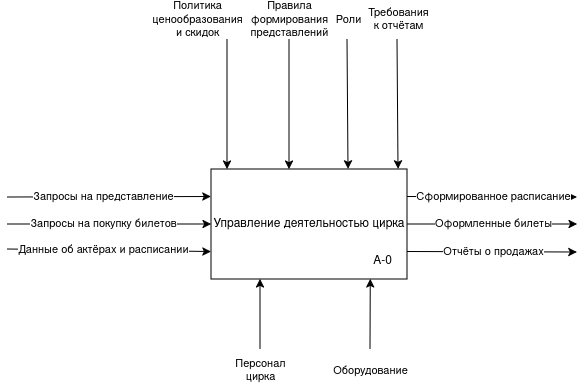 Политика
ценообразования
и скидок
Правила
формирования
представлений
Роли
Требования
к отчётам
Запросы на представление
Запросы на покупку билетов
Данные об актёрах и расписании
Управление деятельностью цирка
A-0
Сформированное расписание
Оформленные билеты
Отчёты о продажах
Персонал
цирка
Оборудование